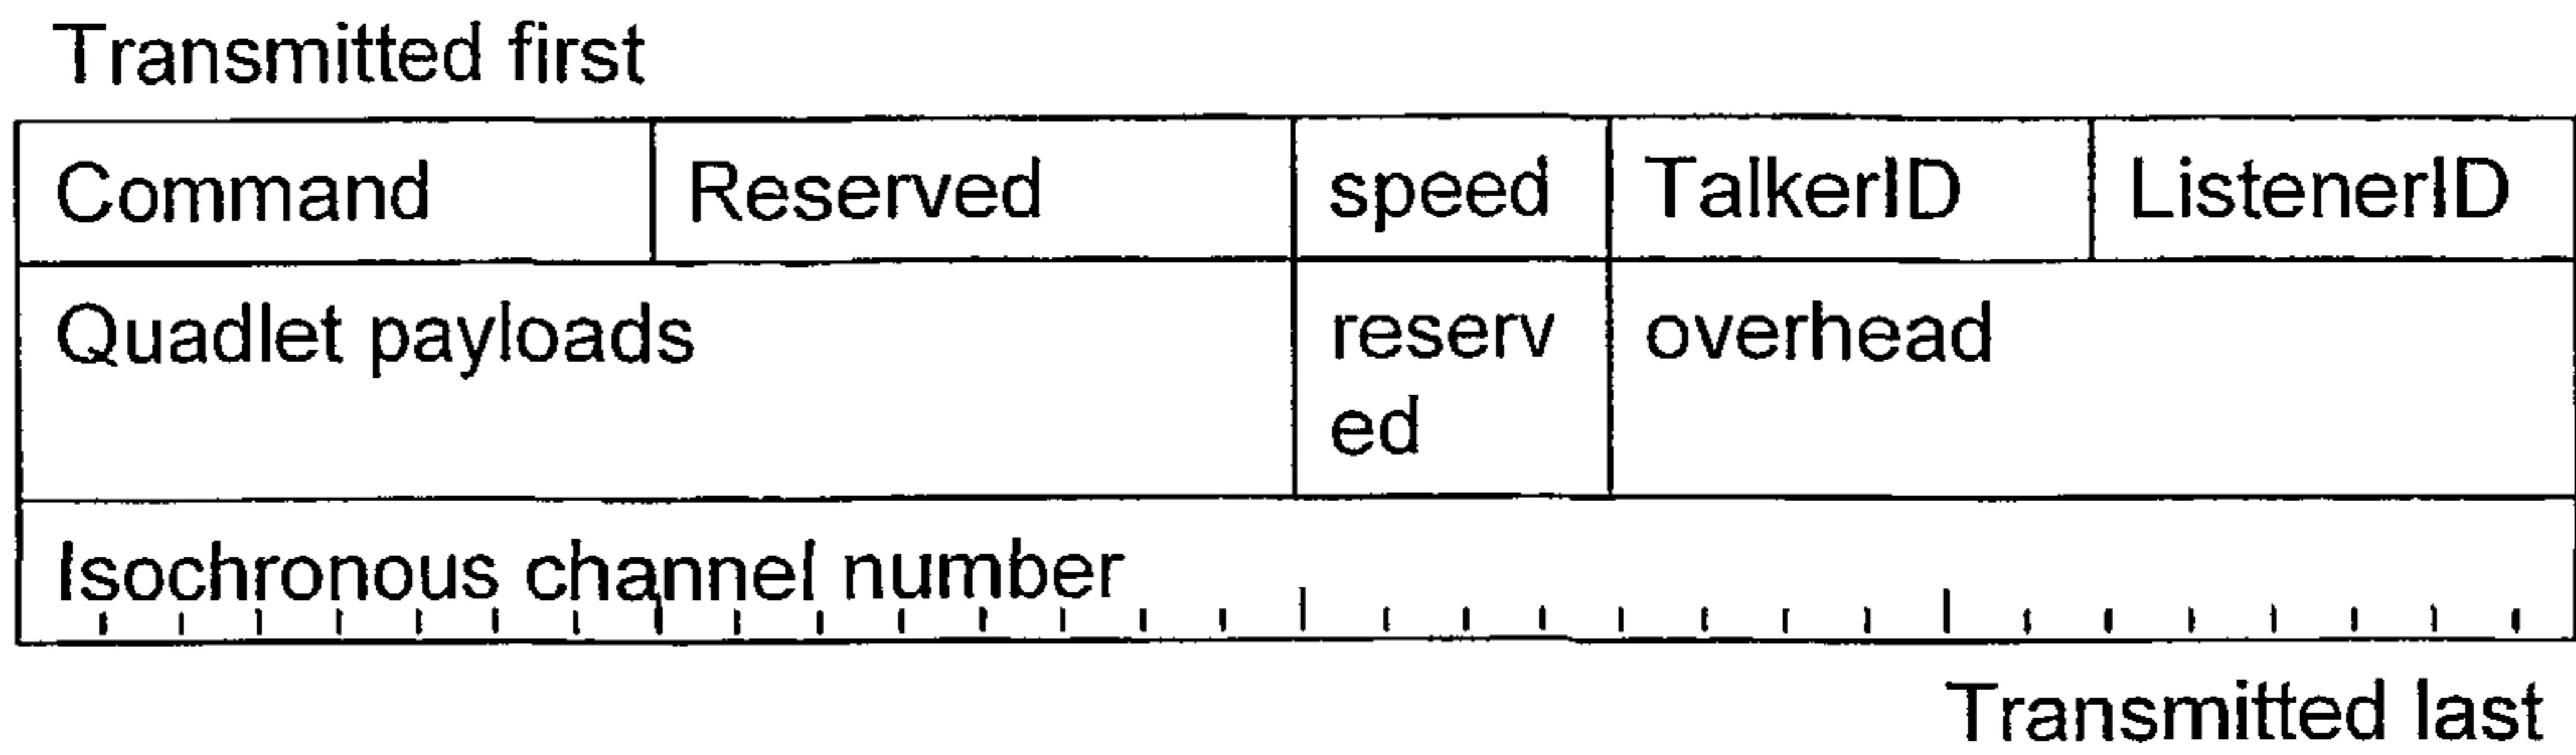 Transmitted first
Command Reserved speed TalkerID ListenerID
Quadlet payloads reserv overhead
ed
Isochronous channel number
Transmitted last